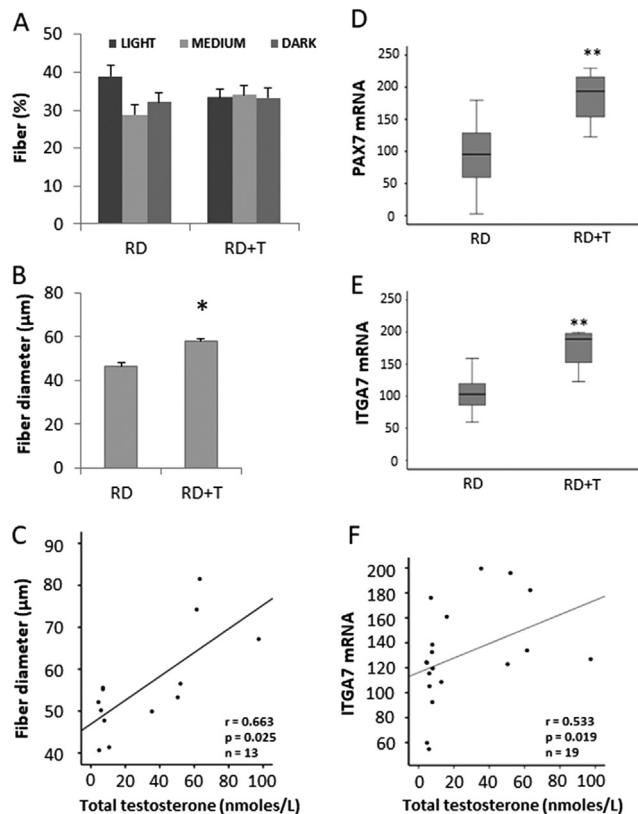 A
LIGHT MEDIUM DARK
50
40
30
20
10
0
Fiber (%)
RD RD+T
B
80
60
40
20
0
Fiber diameter (µm)
*
RD RD+T
C
90
80
70
60
50
40
Fiber diameter (µm)
r = 0.663
p = 0.025
n = 13
0 20 40 60 80 100
Total testosterone (nmoles/L)
D
250
200
150
100
50
0
PAX7 mRNA
**
RD RD+T
E
250
200
150
100
50
0
ITGA7 mRNA
**
RD RD+T
F
200
180
160
140
120
100
80
60
ITGA7 mRNA
r = 0.533
p = 0.019
n = 19
0 20 40 60 80 100
Total testosterone (nmoles/L)